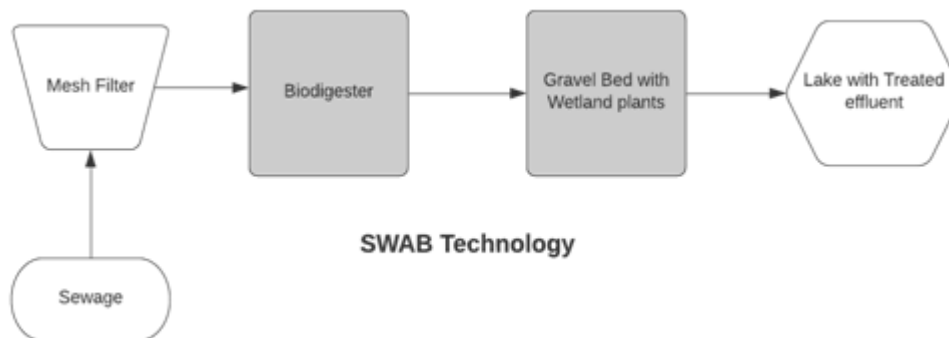 Mesh Filter
Biodigester
Gravel Bed with
Wetland plants
Lake with Treated
effluent
SWAB Technology
Sewage